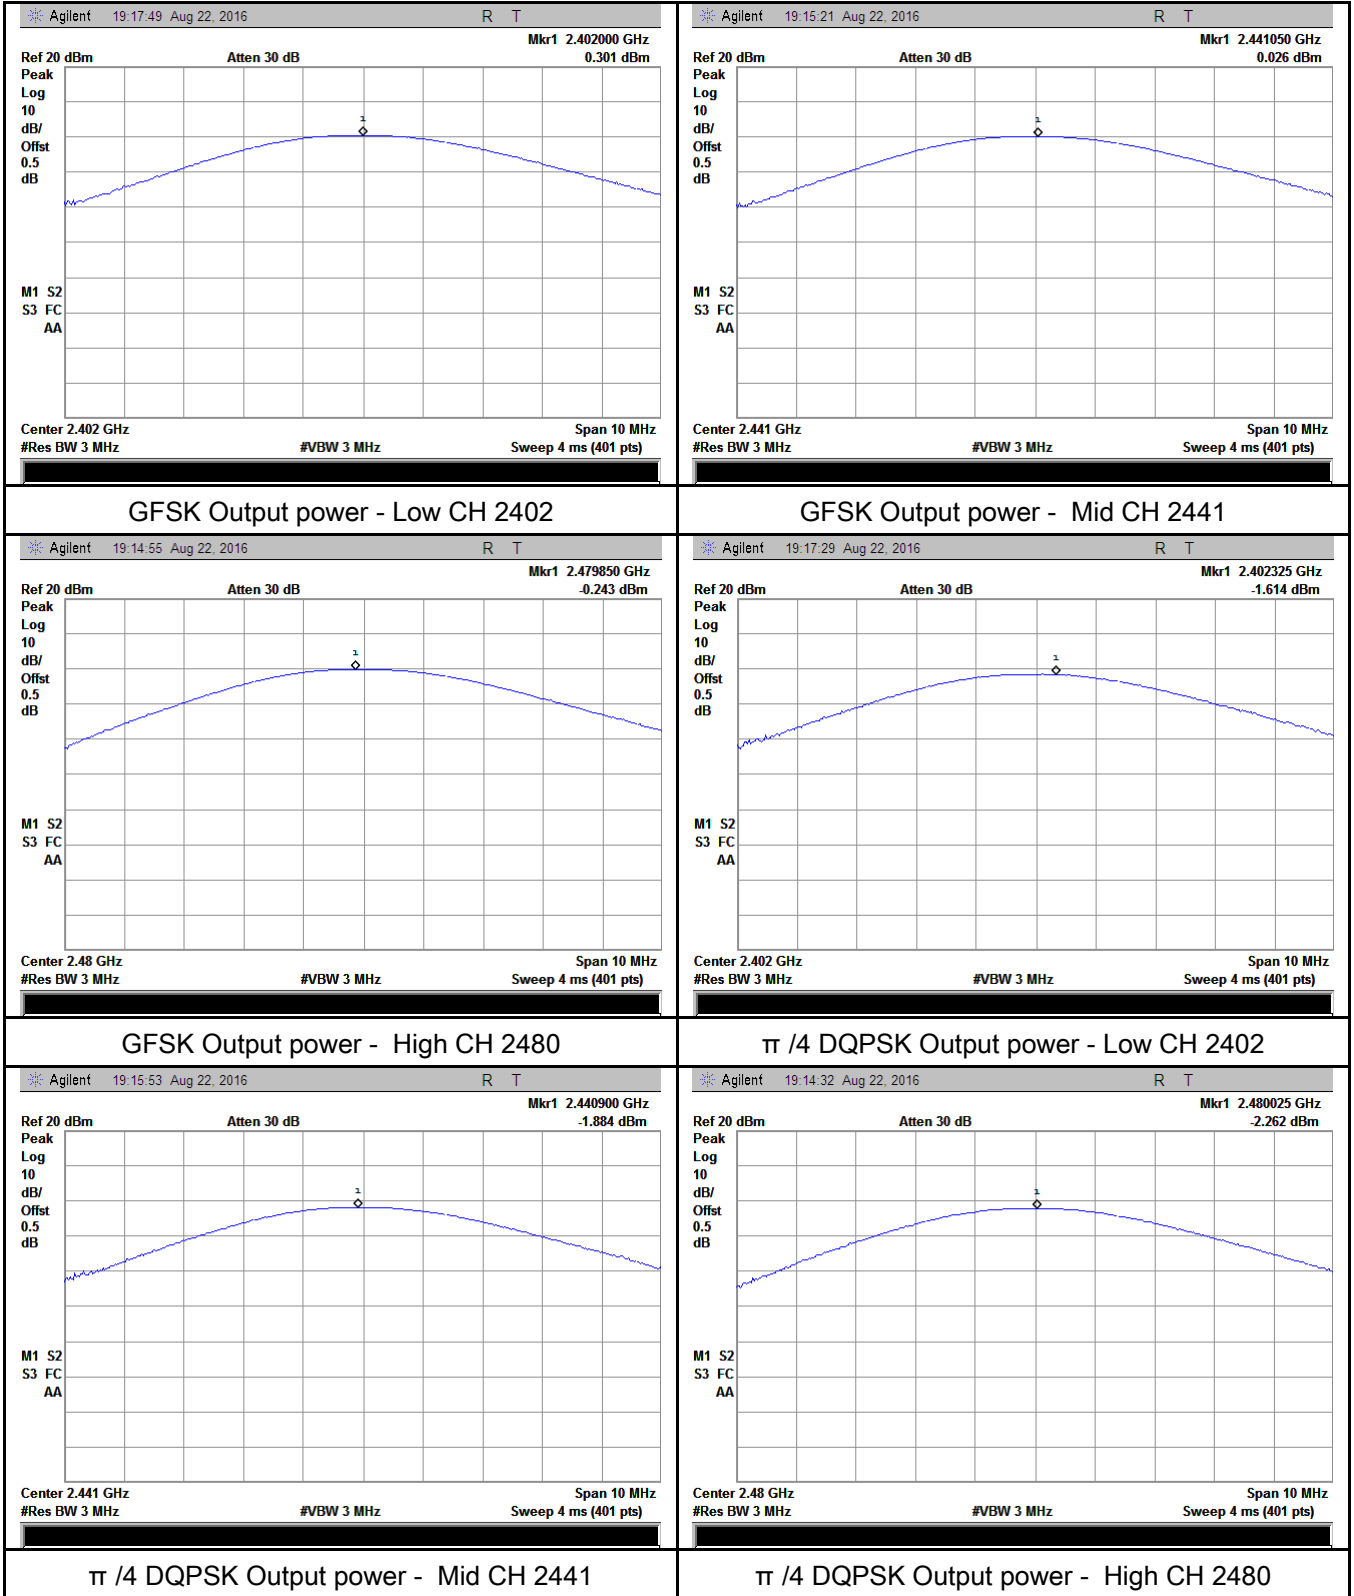 Agilent 19:17:49 Aug 22, 2016 R T
Mkr1 2.402000 GHz
Ref 20 dBm Atten 30 dB 0.301 dBm
Peak
Log
10
dB/
Offst
0.5
dB
1
M1 S2
S3 FC
AA
Center 2.402 GHz Span 10 MHz
#Res BW 3 MHz #VBW 3 MHz Sweep 4 ms (401 pts)
GFSK Output power - Low CH 2402
Agilent 19:15:21 Aug 22, 2016 R T
Mkr1 2.441050 GHz
Ref 20 dBm Atten 30 dB 0.026 dBm
Peak
Log
10
dB/
Offst
0.5
dB
1
M1 S2
S3 FC
AA
Center 2.441 GHz Span 10 MHz
#Res BW 3 MHz #VBW 3 MHz Sweep 4 ms (401 pts)
GFSK Output power - Mid CH 2441
Agilent 19:14:55 Aug 22, 2016 R T
Mkr1 2.479850 GHz
Ref 20 dBm Atten 30 dB -0.243 dBm
Peak
Log
10
dB/
Offst
0.5
dB
1
M1 S2
S3 FC
AA
Center 2.48 GHz Span 10 MHz
#Res BW 3 MHz #VBW 3 MHz Sweep 4 ms (401 pts)
GFSK Output power - High CH 2480
Agilent 19:17:29 Aug 22, 2016 R T
Mkr1 2.402325 GHz
Ref 20 dBm Atten 30 dB -1.614 dBm
Peak
Log
10
dB/
Offst
0.5
dB
1
M1 S2
S3 FC
AA
Center 2.402 GHz Span 10 MHz
#Res BW 3 MHz #VBW 3 MHz Sweep 4 ms (401 pts)
π /4 DQPSK Output power - Low CH 2402
Agilent 19:15:53 Aug 22, 2016 R T
Mkr1 2.440900 GHz
Ref 20 dBm Atten 30 dB -1.884 dBm
Peak
Log
10
dB/
Offst
0.5
dB
1
M1 S2
S3 FC
AA
Center 2.441 GHz Span 10 MHz
#Res BW 3 MHz #VBW 3 MHz Sweep 4 ms (401 pts)
π /4 DQPSK Output power - Mid CH 2441
Agilent 19:14:32 Aug 22, 2016 R T
Mkr1 2.480025 GHz
Ref 20 dBm Atten 30 dB -2.262 dBm
Peak
Log
10
dB/
Offst
0.5
dB
1
M1 S2
S3 FC
AA
Center 2.48 GHz Span 10 MHz
#Res BW 3 MHz #VBW 3 MHz Sweep 4 ms (401 pts)
π /4 DQPSK Output power - High CH 2480